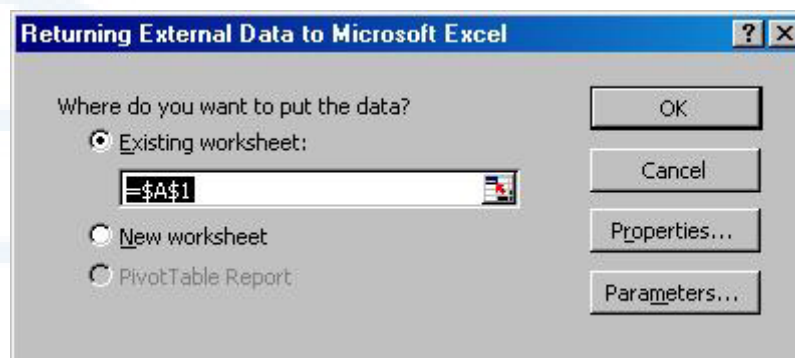 Returning External Data to Microsoft Excel
Where do you want to put the data?
Existing worksheet:
=$A$1
New worksheet
PivotTable Report
OK
Cancel
Properties...
Parameters...